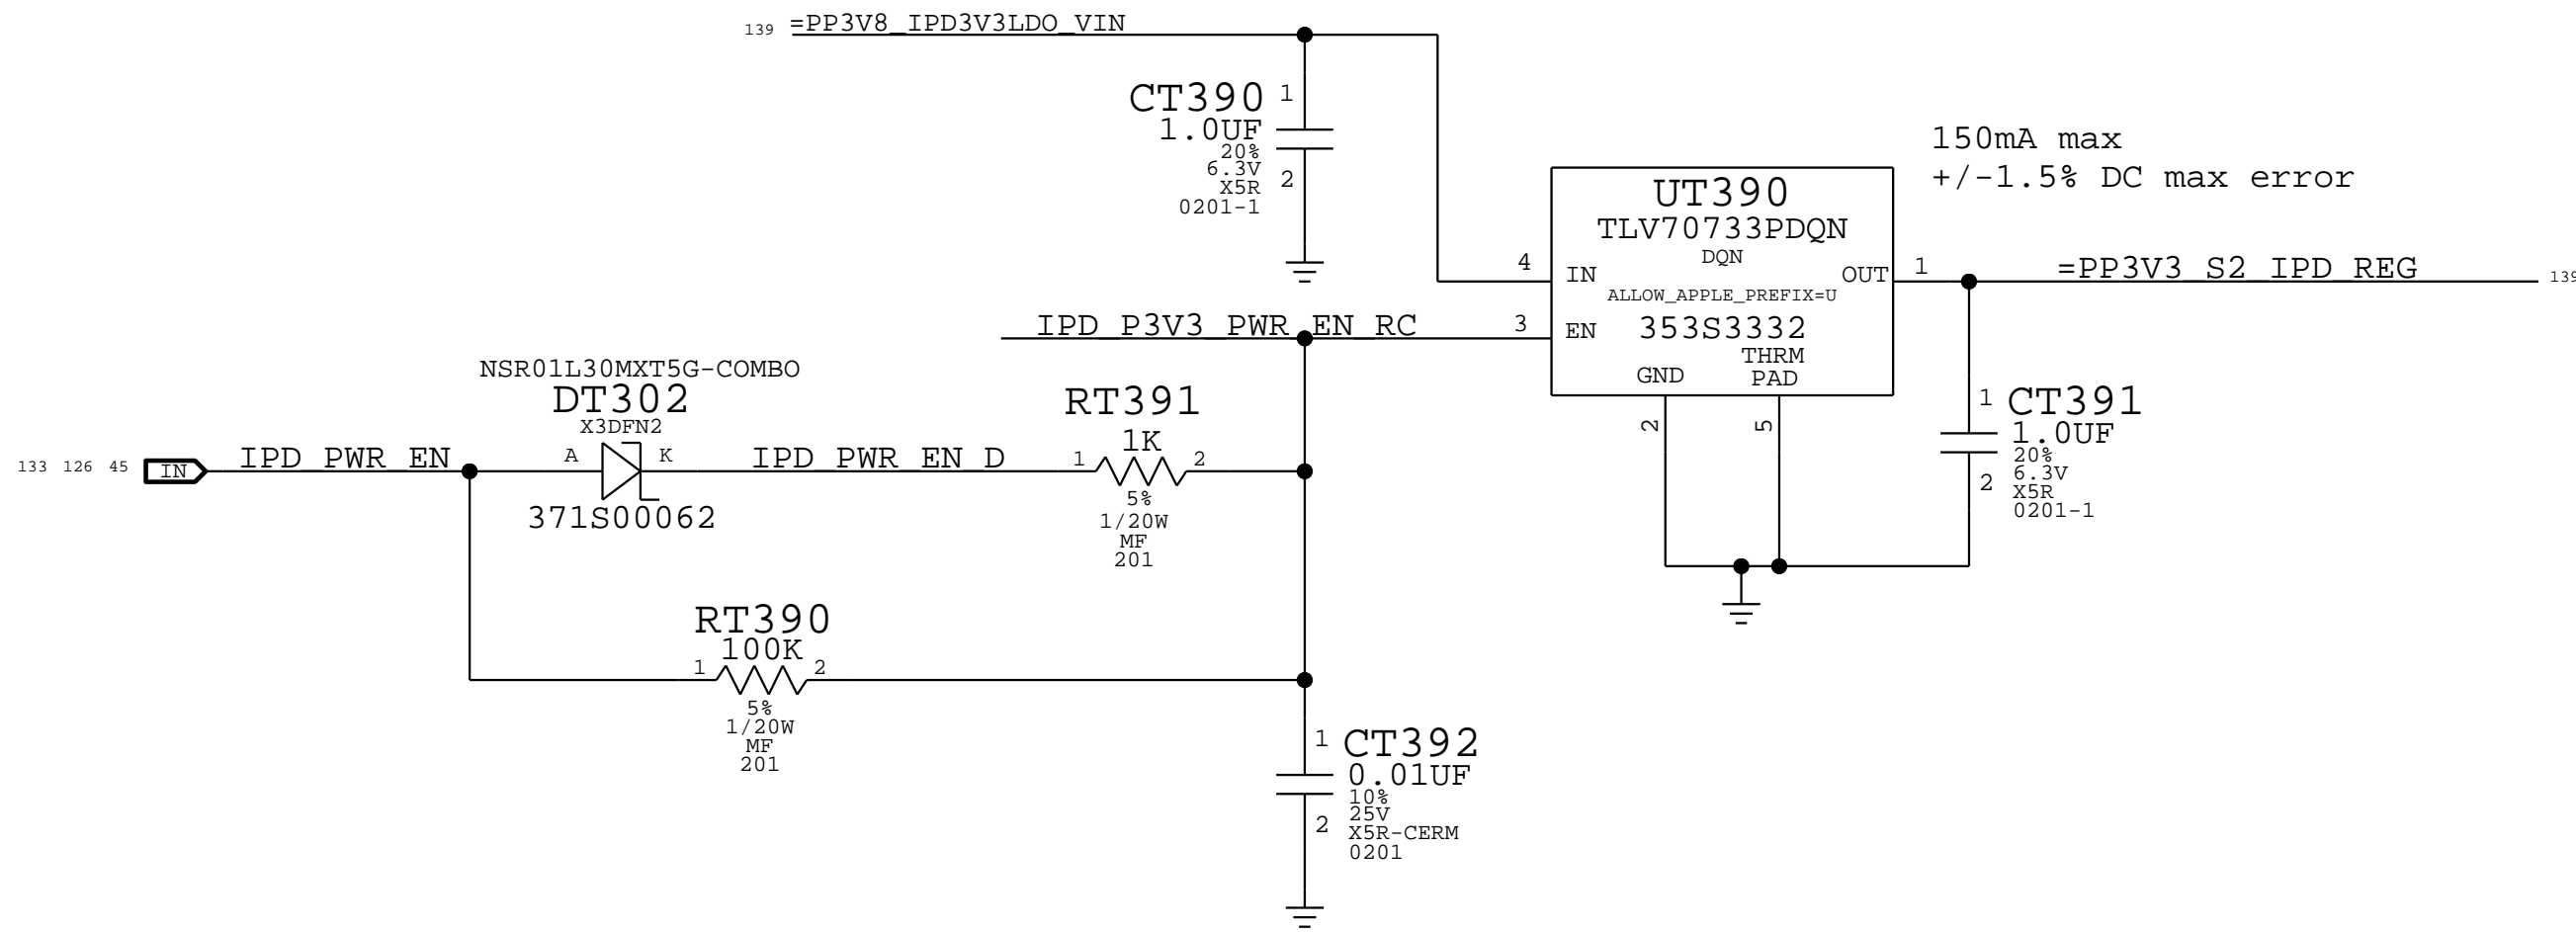 139 =PP3V8_IPD3V3LDO_VIN
CT390 1
1.0UF
20%
6.3V
X5R 2
0201-1
150mA max
+/-1.5% DC max error
UT390
TLV70733PDQN
DQN
4 IN OUT 1 =PP3V3_S2_IPD_REG 139
ALLOW_APPLE_PREFIX=U
IPD_P3V3_PWR_EN_RC 3 EN 353S3332
THRM
GND PAD
2 5
1 CT391
1.0UF
20%
6.3V
2 X5R
0201-1
NSR01L30MXT5G-COMBO
DT302
X3DFN2
133 126 45 IN IPD_PWR_EN A K IPD_PWR_EN_D
371S00062
RT391
1K
1 2
5%
1/20W
MF
201
RT390
100K
1 2
5%
1/20W
MF
201
1 CT392
0.01UF
10%
25V
2 X5R-CERM
0201